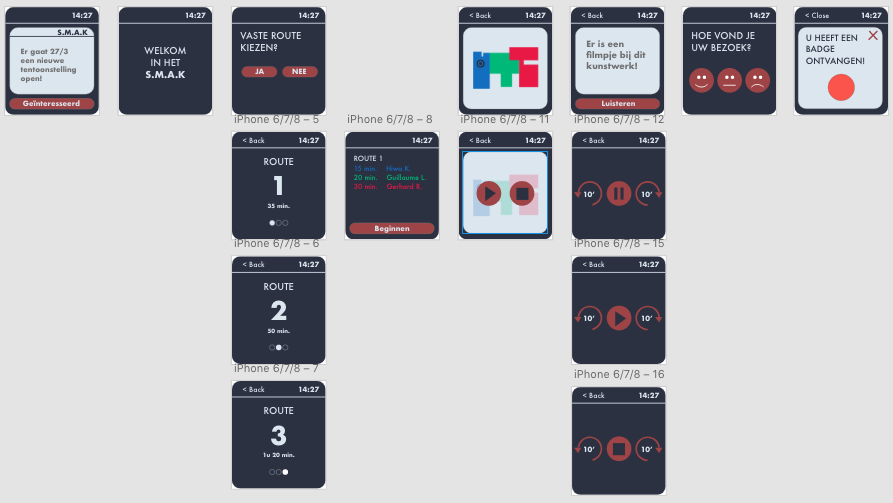 14:27
S.M.A.K
Er gaat 27/3
een nieuwe
tentoonstelling
open!
Geïnteresseerd
14:27
WELKOM
IN HET
S.M.A.K
14:27
VASTE ROUTE
KIEZEN?
JA NEE
< Back 14:27
< Back 14:27
Er is een
filmpje bij dit
kunstwerk!
Luisteren
14:27
HOE VOND JE
UW BEZOEK?
< Close 14:27
U HEEFT EEN
BADGE
ONTVANGEN!
iPhone 6/7/8 – 5
iPhone 6/7/8 – 8
iPhone 6/7/8 – 11
iPhone 6/7/8 – 12
< Back 14:27
ROUTE
1
35 min.
14:27
ROUTE 1
15 min. Hiwa K.
20 min. Guillaume L.
30 min. Gerhard R.
Beginnen
< Back 14:27
< Back 14:27
10’ 10’
iPhone 6/7/8 – 6
iPhone 6/7/8 – 15
< Back 14:27
ROUTE
2
50 min.
< Back 14:27
10’ 10’
iPhone 6/7/8 – 7
iPhone 6/7/8 – 16
< Back 14:27
ROUTE
3
1u 20 min.
< Back 14:27
10’ 10’